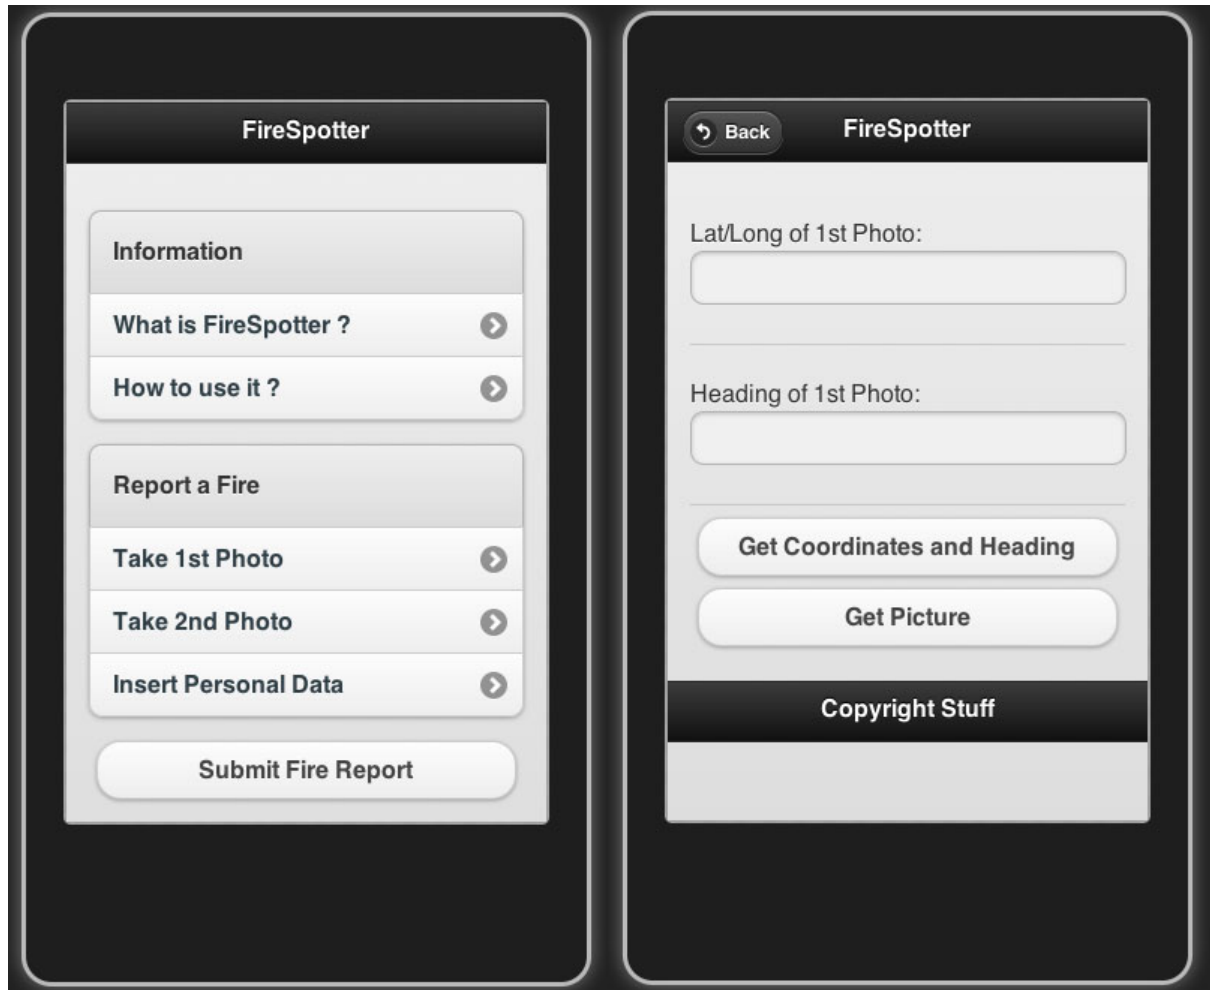 FireSpotter
Information
What is FireSpotter ?
How to use it ?
Report a Fire
Take 1st Photo
Take 2nd Photo
Insert Personal Data
Submit Fire Report
Back
FireSpotter
Lat/Long of 1st Photo:
Heading of 1st Photo:
Get Coordinates and Heading
Get Picture
Copyright Stuff